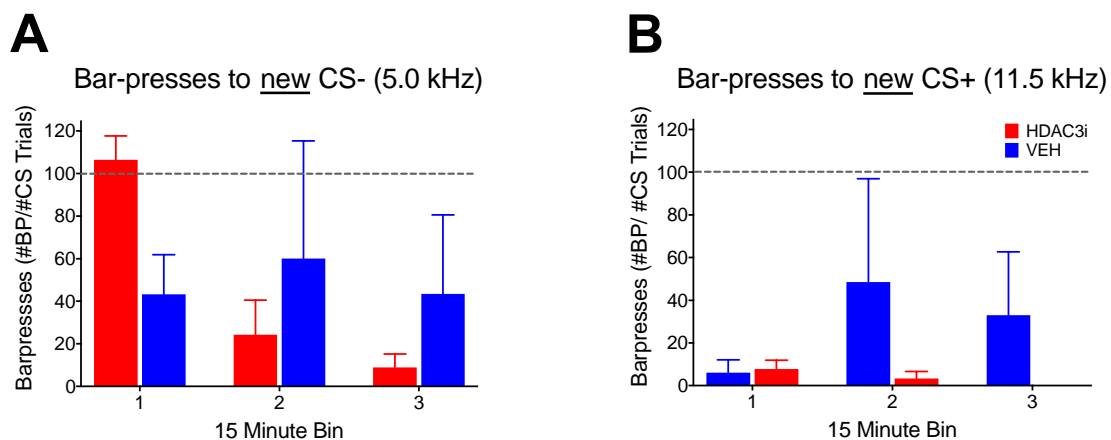 A
Bar-presses to new CS- (5.0 kHz)
Barpressses (#BP/#CS Trials)
120
100
80
60
40
20
0
1 2 3
15 Minute Bin
B
Bar-presses to new CS+ (11.5 kHz)
Barpresses (#BP/ #CS Trials)
120
100
80
60
40
20
0
HDAC3i
VEH
1 2 3
15 Minute Bin